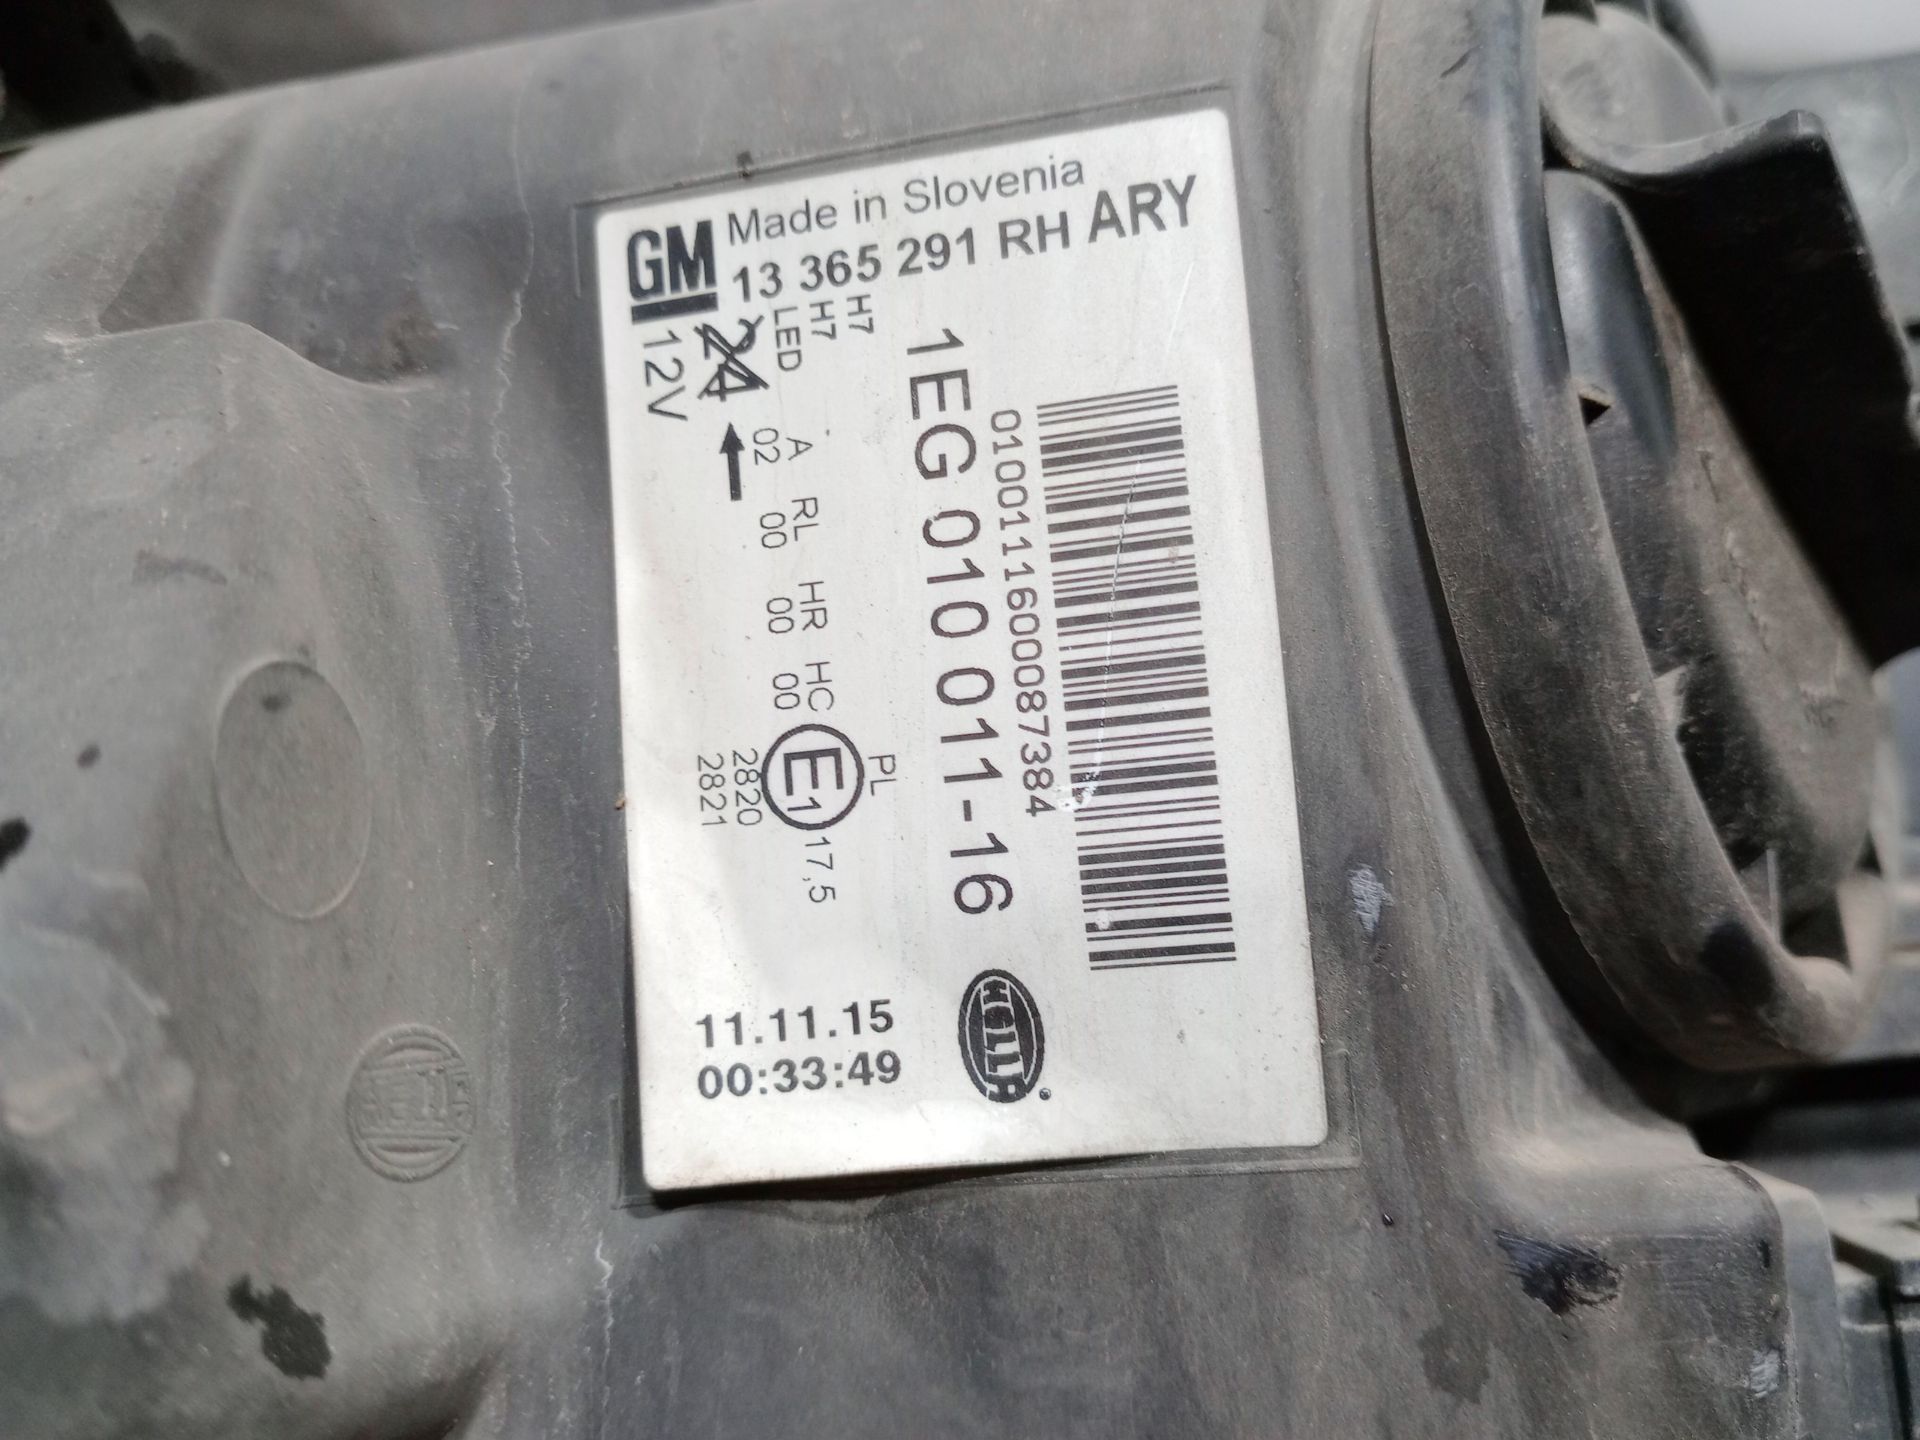 GM Made in Slovenia
13 365 291 RH ARY
12V
24
LED
H7
H7
A RL HR HC PL
02 00 00 00 E1 17,5
2820
2821
1EG 010 011-16
0100111600087384
HELLA
11.11.15
00:33:49